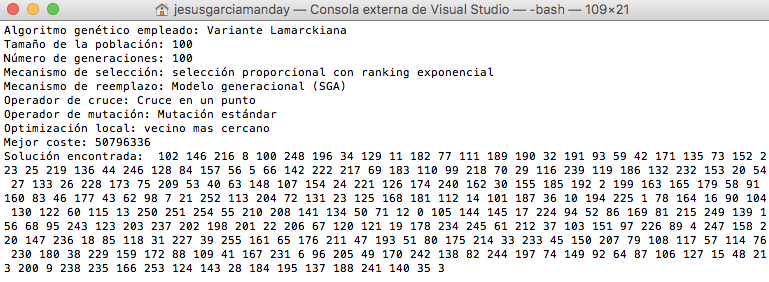 jesusgarciamanday — Consola externa de Visual Studio — -bash — 109×21
Algoritmo genético empleado: Variante Lamarckiana
Tamaño de la población: 100
Número de generaciones: 100
Mecanismo de selección: selección proporcional con ranking exponencial
Mecanismo de reemplazo: Modelo generacional (SGA)
Operador de cruce: Cruce en un punto
Operador de mutación: Mutación estándar
Optimización local: vecino mas cercano
Mejor coste: 50796336
Solución encontrada:  102 146 216 8 100 248 196 34 129 11 182 77 111 189 190 32 191 93 59 42 171 135 73 152 2
23 25 219 136 44 246 128 84 157 56 5 66 142 222 217 69 183 110 99 218 70 29 116 239 119 186 132 232 153 20 54
 27 133 26 228 173 75 209 53 40 63 148 107 154 24 221 126 174 240 162 30 155 185 192 2 199 163 165 179 58 91
160 83 46 177 43 62 98 7 21 252 113 204 72 131 23 125 168 181 112 14 101 187 36 10 194 225 1 78 164 16 90 104
 130 122 60 115 13 250 251 254 55 210 208 141 134 50 71 12 0 105 144 145 17 224 94 52 86 169 81 215 249 139 1
56 68 95 243 123 203 237 202 198 201 22 206 67 120 121 19 178 234 245 61 212 37 103 151 97 226 89 4 247 158 2
20 147 236 18 85 118 31 227 39 255 161 65 176 211 47 193 51 80 175 214 33 233 45 150 207 79 108 117 57 114 76
 230 180 38 229 159 172 88 109 41 167 231 6 96 205 49 170 242 138 82 244 197 74 149 92 64 87 106 127 15 48 21
3 200 9 238 235 166 253 124 143 28 184 195 137 188 241 140 35 3